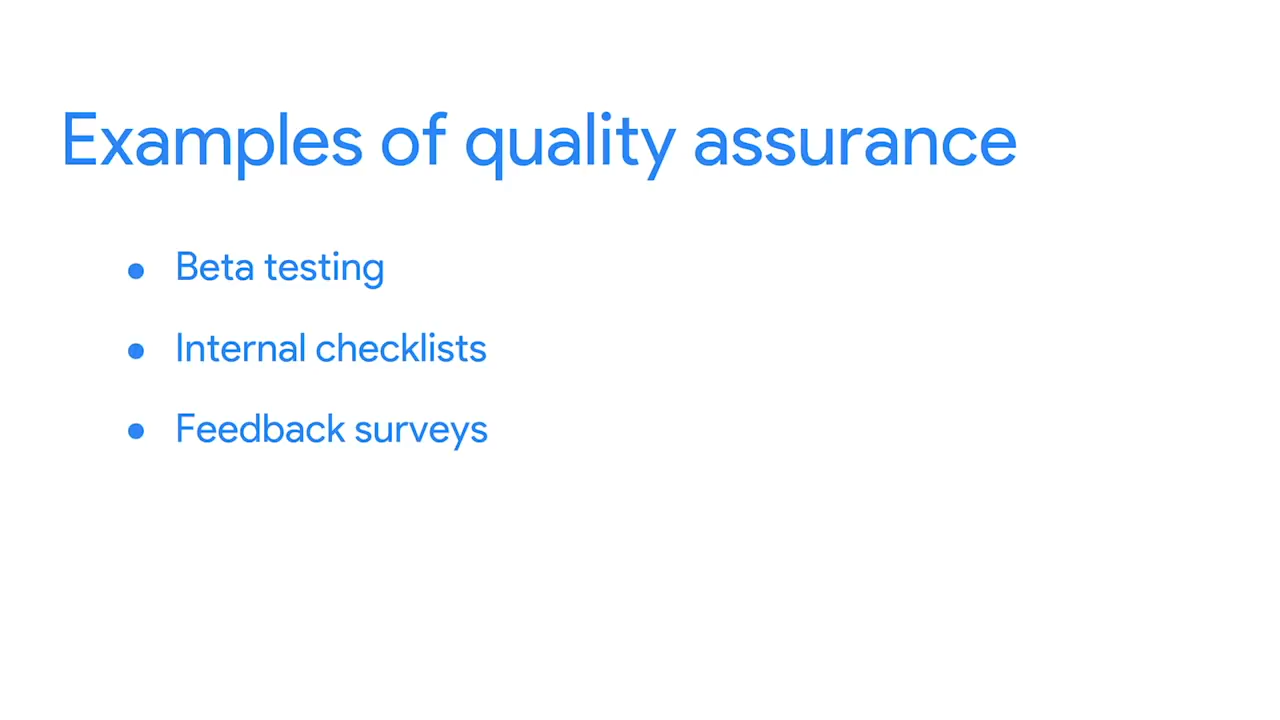 Examples of quality assurance
● Beta testing
● Internal checklists
● Feedback surveys